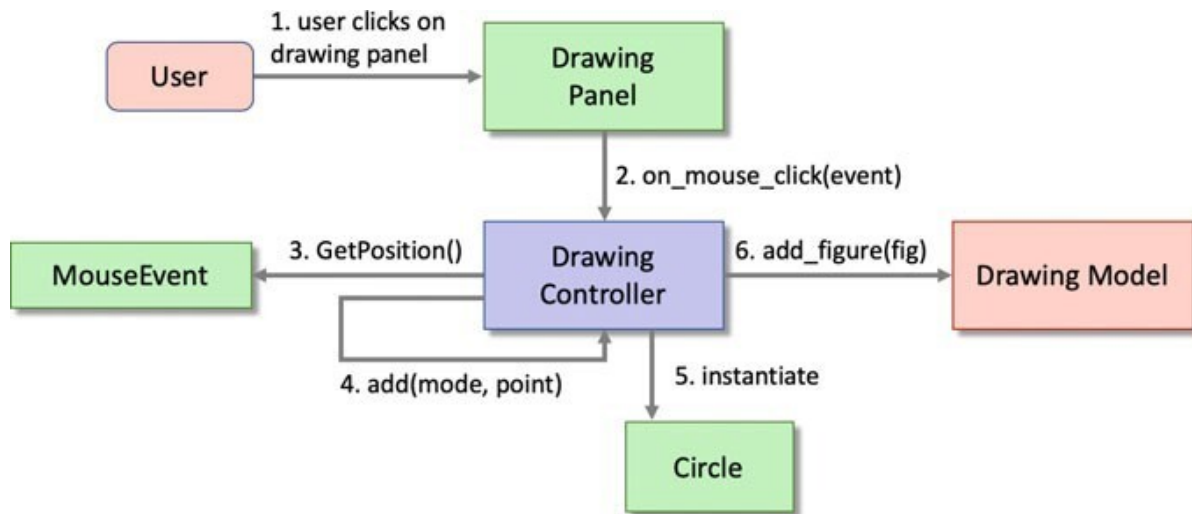 1. user clicks on
drawing panel
User
Drawing
Panel
2. on_mouse_click(event)
MouseEvent
3. GetPosition()
Drawing
Controller
6. add_figure(fig)
Drawing Model
4. add(mode, point)
5. instantiate
Circle